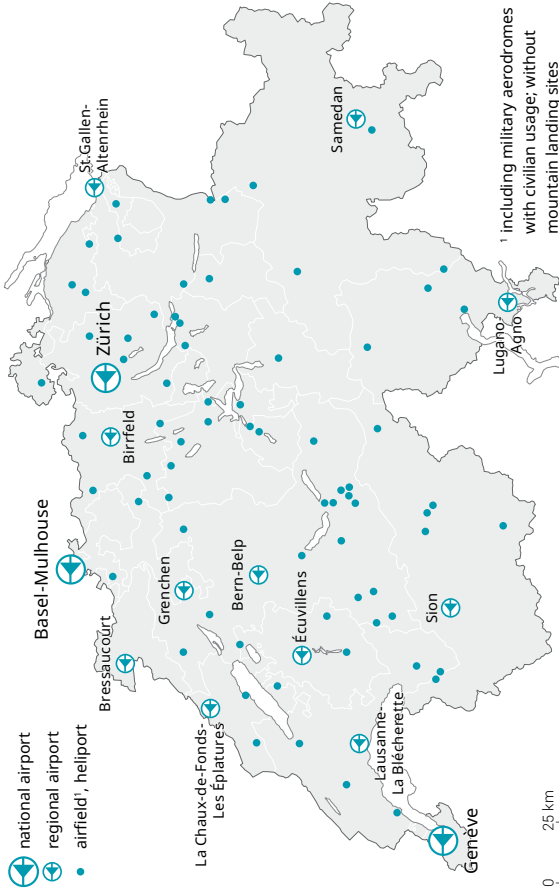 national airport
regional airport
airfield¹, heliport
Basel-Mulhouse
Zürich
St.Gallen-
Altenrhein
Birrfeld
Bressaucourt
Grenchen
Bern-Belp
La Chaux-de-Fonds-
Les Éplatures
Écuvillens
Samedan
Lausanne-
La Blécherette
Sion
Lugano-
Agno
Genève
0
25 km
¹ including military aerodromes
with civilian usage; without
mountain landing sites